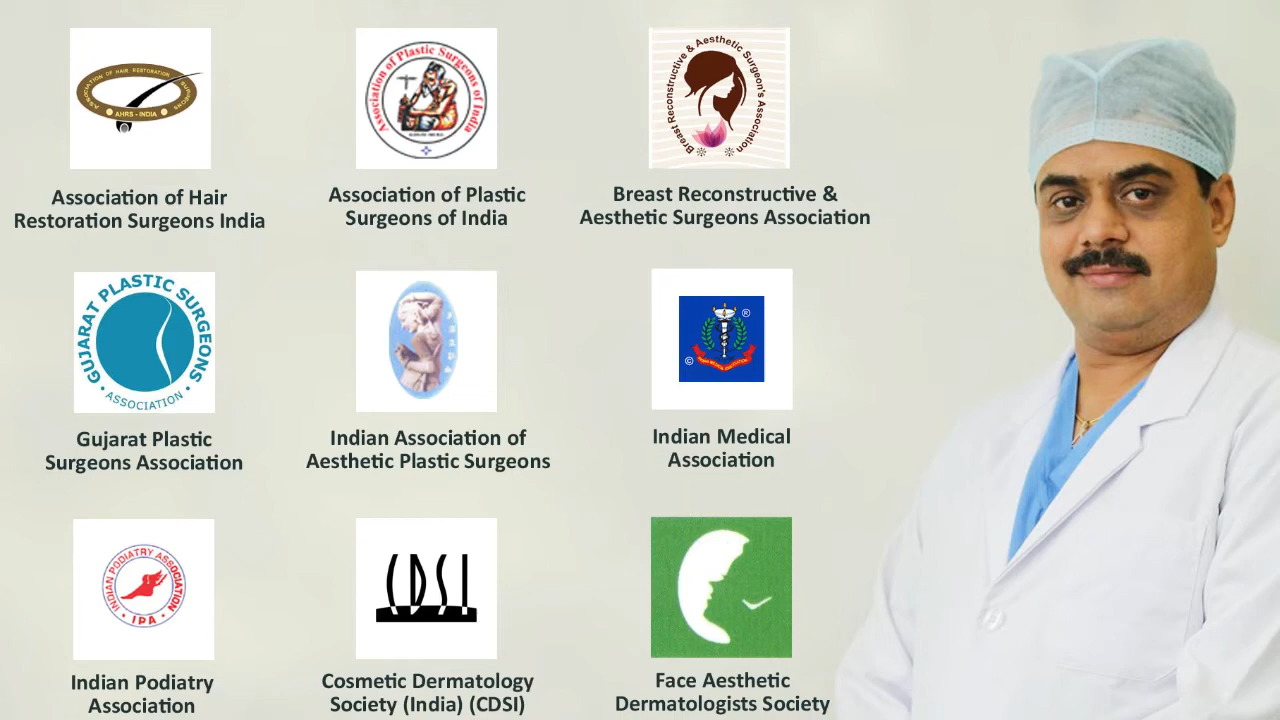 ASSOCIATION OF HAIR RESTORATION SURGEONS
AHRS - INDIA
Association of Hair
Restoration Surgeons India
Association of Plastic Surgeons of India
Association of Plastic
Surgeons of India
Breast Reconstructive & Aesthetic Surgeon's Association
Breast Reconstructive &
Aesthetic Surgeons Association
GUJARAT PLASTIC SURGEONS
• ASSOCIATION •
Gujarat Plastic
Surgeons Association
Indian Association of
Aesthetic Plastic Surgeons
®
©
INDIAN MEDICAL ASSOCIATION
Indian Medical
Association
INDIAN PODIATRY ASSOCIATION
• IPA •
Indian Podiatry
Association
CDSI
Cosmetic Dermatology
Society (India) (CDSI)
Face Aesthetic
Dermatologists Society